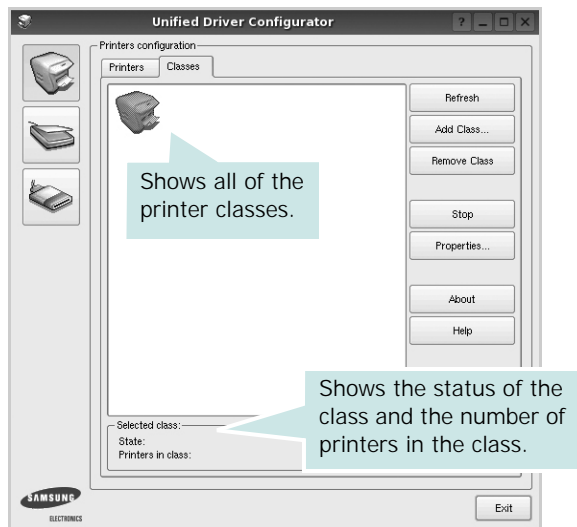 Unified Driver Configurator
Printers configuration
Printers Classes
Refresh
Add Class...
Remove Class
Shows all of the
printer classes.
Stop
Properties...
About
Help
Shows the status of the
class and the number of
printers in the class.
Selected class:
State:
Printers in class:
SAMSUNG
ELECTRONICS
Exit